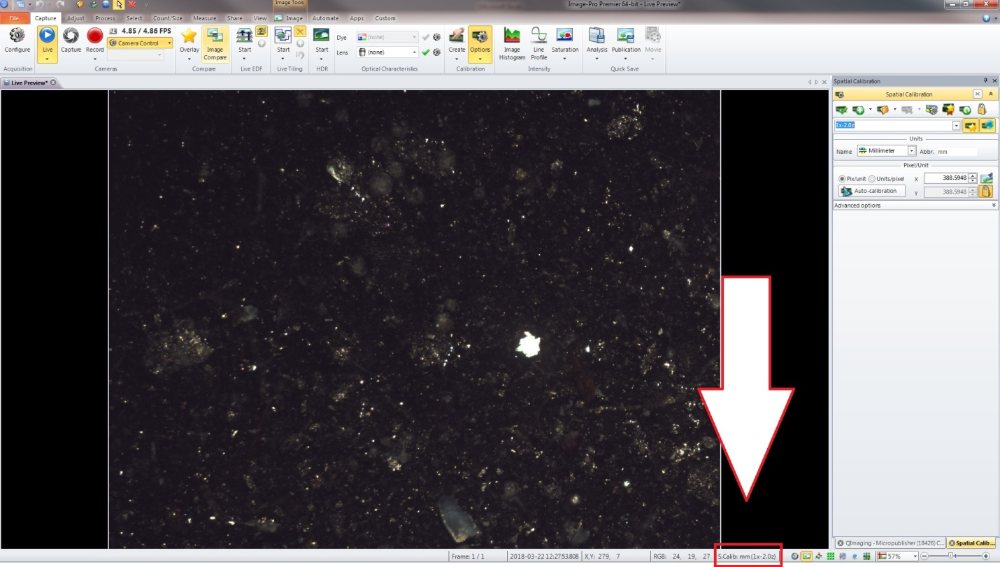 Image Tools
Image-Pro Premier 64-bit - Live Preview*
File Capture Adjust Process Select Count/Size Measure Share View Image Automate Apps Custom
AE 4.85 / 4.86 FPS
Camera Control
Configure Live Capture Record Overlay Image Compare Start Start Start
Dye (none)
Lens (none)
Create Options Image Histogram Line Profile Saturation Analysis Publication Movie
Acquisition Cameras Compare Live EDF Live Tiling HDR Optical Characteristics Calibration Intensity Quick Save
Live Preview*
Spatial Calibration
Spatial Calibration
1x-2.0z
Units
Name Millimeter Abbr. mm
Pixel/Unit
Pix/unit Units/pixel X 388.5948
Auto-calibration Y 388.5948
Advanced options
QImaging - Micropublisher (18426) C... Spatial Calib...
Frame: 1 / 1 2018-03-22 12:27:53.808 X,Y: 279, 7 RGB: 24, 19, 27 S.Calib: mm (1x-2.0z) 57%